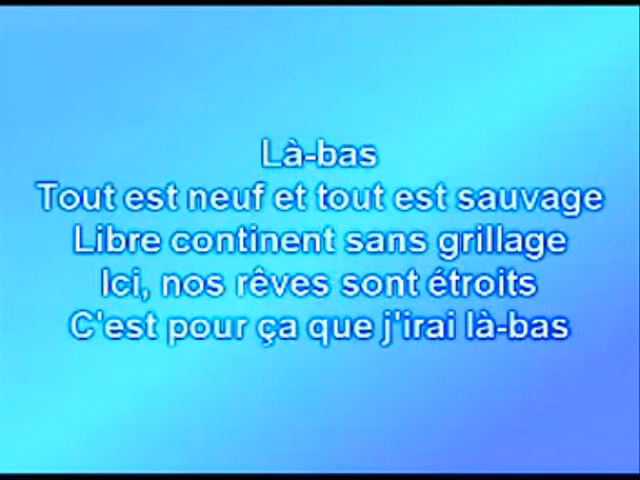 Là-bas
Tout est neuf et tout est sauvage
Libre continent sans grillage
Ici, nos rêves sont étroits
C'est pour ça que j'irai là-bas